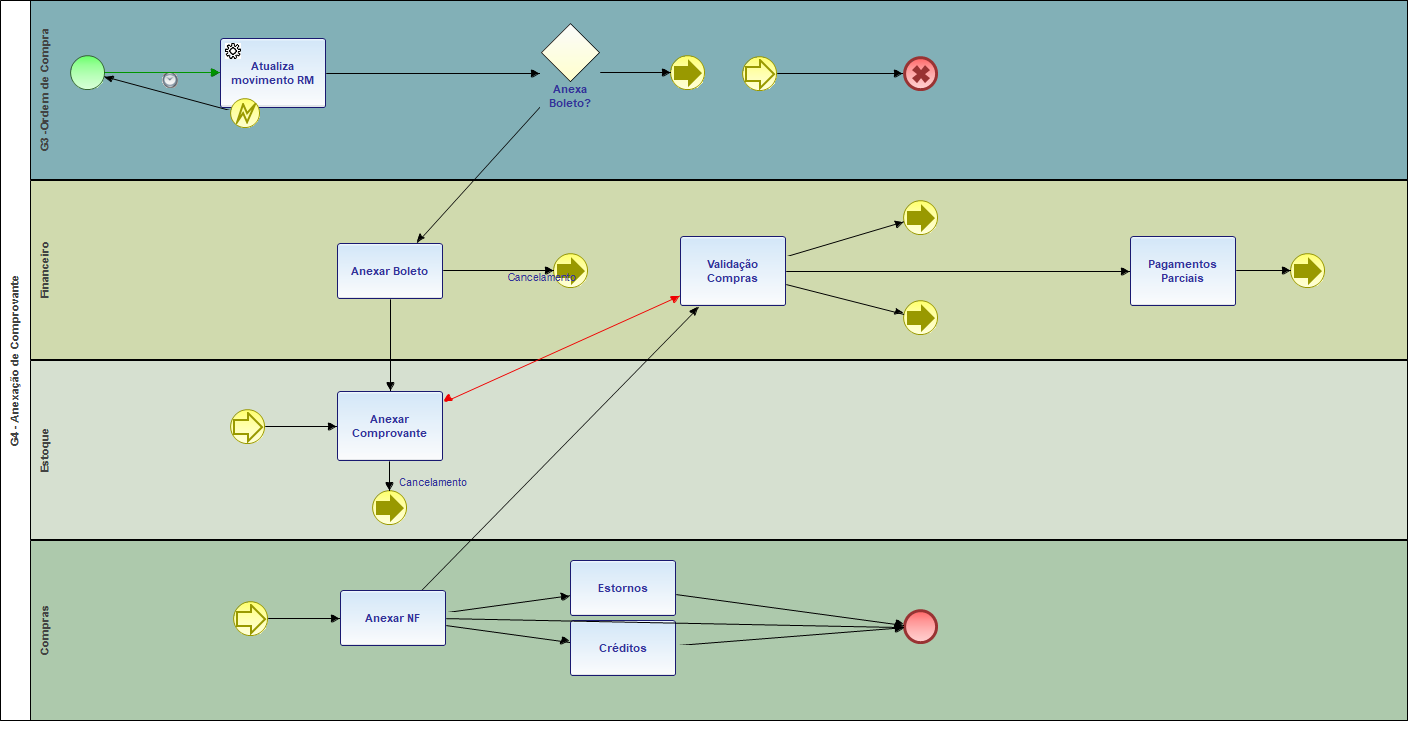 G4 - Anexação de Comprovante
G3 -Ordem de Compra
Atualiza
movimento RM
Anexa
Boleto?
Financeiro
Anexar Boleto
Cancelamento
Validação
Compras
Pagamentos
Parciais
Estoque
Anexar
Comprovante
Cancelamento
Compras
Anexar NF
Estornos
Créditos